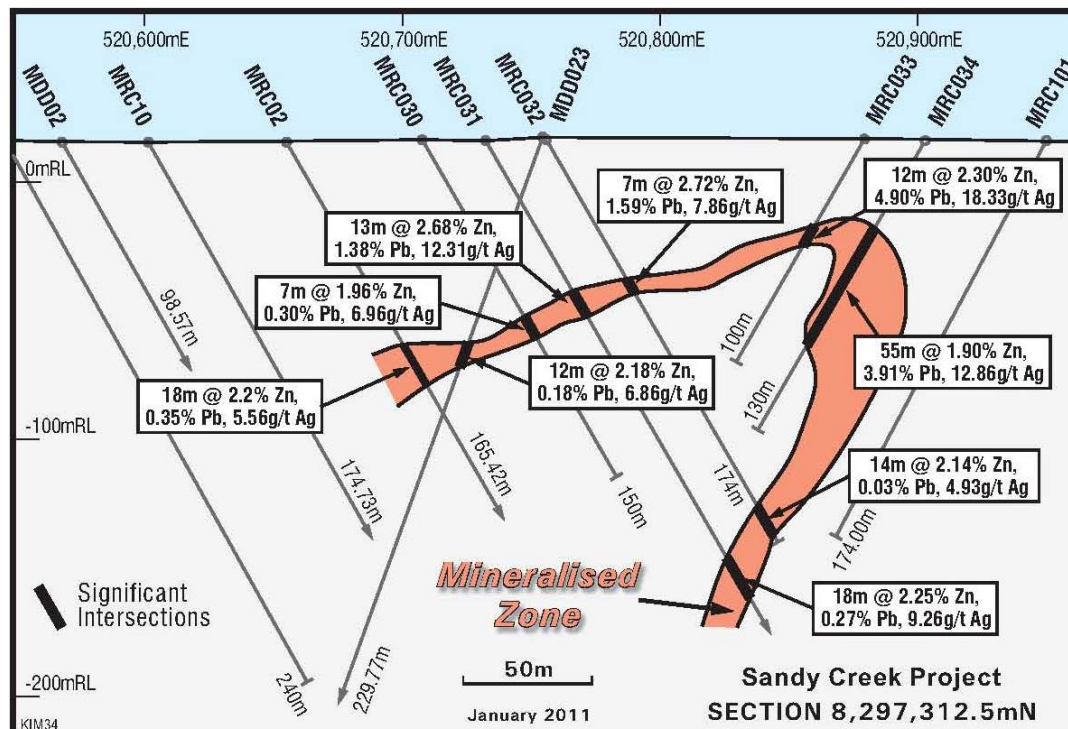 520,600mE
520,700mE
520,800mE
520,900mE
MDD02
MRC10
MRC02
MRC030
MRC031
MRC032
MDD023
MRC033
MRC034
MRC101
0mRL
12m @ 2.30% Zn,
4.90% Pb, 18.33g/t Ag
7m @ 2.72% Zn,
1.59% Pb, 7.86g/t Ag
13m @ 2.68% Zn,
1.38% Pb, 12.31g/t Ag
7m @ 1.96% Zn,
0.30% Pb, 6.96g/t Ag
98.57m
100m
55m @ 1.90% Zn,
3.91% Pb, 12.86g/t Ag
12m @ 2.18% Zn,
0.18% Pb, 6.86g/t Ag
18m @ 2.2% Zn,
0.35% Pb, 5.56g/t Ag
130m
-100mRL
174.73m
165.42m
150m
174m
14m @ 2.14% Zn,
0.03% Pb, 4.93g/t Ag
174.00m
Mineralised
Zone
Significant
Intersections
18m @ 2.25% Zn,
0.27% Pb, 9.26g/t Ag
50m
-200mRL
240m
229.77m
Sandy Creek Project
January 2011
SECTION 8,297,312.5mN
KIM34